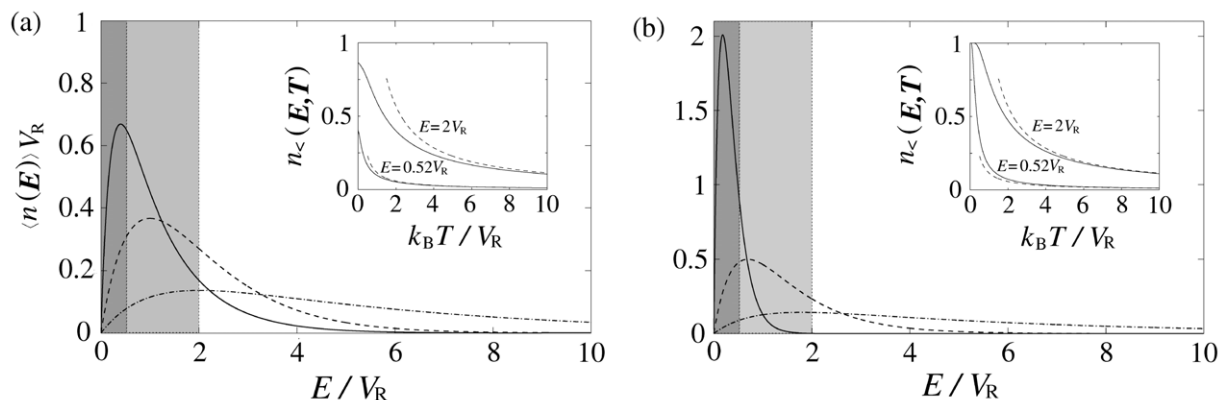 (a)
⟨n(E)⟩ V_R
1
0.8
0.6
0.4
0.2
0
0 2 4 6 8 10
E / V_R
n_<(E,T)
1
0.5
0
E=2V_R
E=0.52V_R
0 2 4 6 8 10
k_B T / V_R
(b)
2
1.5
1
0.5
0
0 2 4 6 8 10
E / V_R
n_<(E,T)
1
0.5
0
E=2V_R
E=0.52V_R
0 2 4 6 8 10
k_B T / V_R